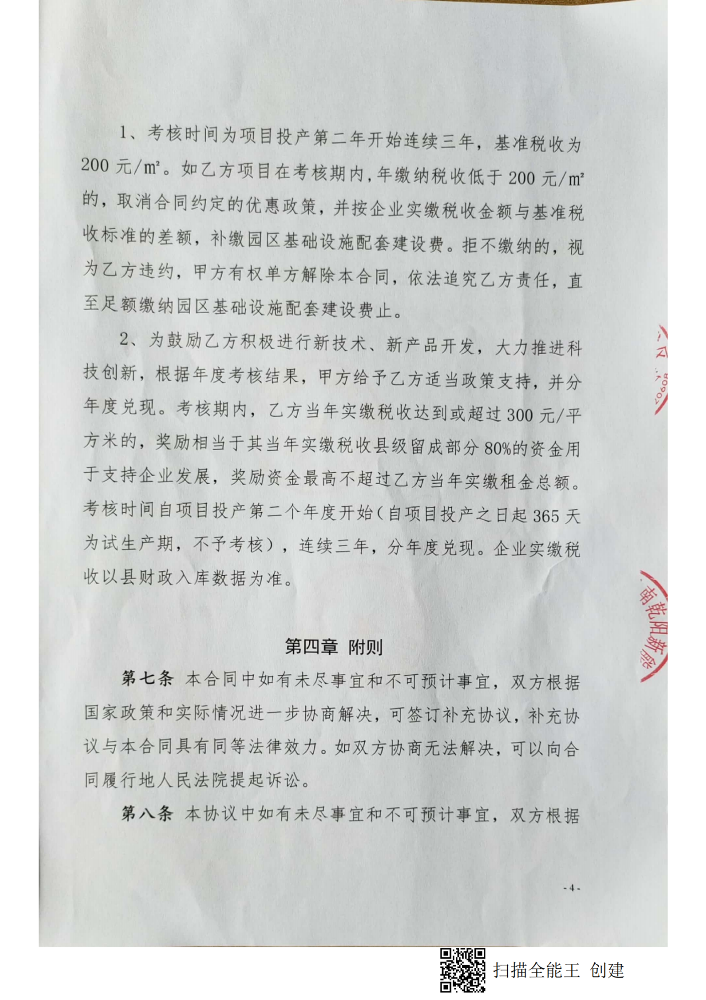 1、考核时间为项目投产第二年开始连续三年，基准税收为
200 元/㎡。如乙方项目在考核期内,年缴纳税收低于 200 元/㎡
的，取消合同约定的优惠政策，并按企业实缴税收金额与基准税
收标准的差额，补缴园区基础设施配套建设费。拒不缴纳的，视
为乙方违约，甲方有权单方解除本合同，依法追究乙方责任，直
至足额缴纳园区基础设施配套建设费止。
2、为鼓励乙方积极进行新技术、新产品开发，大力推进科
技创新，根据年度考核结果，甲方给予乙方适当政策支持，并分
年度兑现。考核期内，乙方当年实缴税收达到或超过 300 元/平
方米的，奖励相当于其当年实缴税收县级留成部分 80%的资金用
于支持企业发展，奖励资金最高不超过乙方当年实缴租金总额。
考核时间自项目投产第二个年度开始（自项目投产之日起 365 天
为试生产期，不予考核），连续三年，分年度兑现。企业实缴税
收以县财政入库数据为准。
南乾阳新能
第四章 附则
第七条 本合同中如有未尽事宜和不可预计事宜，双方根据
国家政策和实际情况进一步协商解决，可签订补充协议，补充协
议与本合同具有同等法律效力。如双方协商无法解决，可以向合
同履行地人民法院提起诉讼。
第八条 本协议中如有未尽事宜和不可预计事宜，双方根据
-4-
扫描全能王 创建